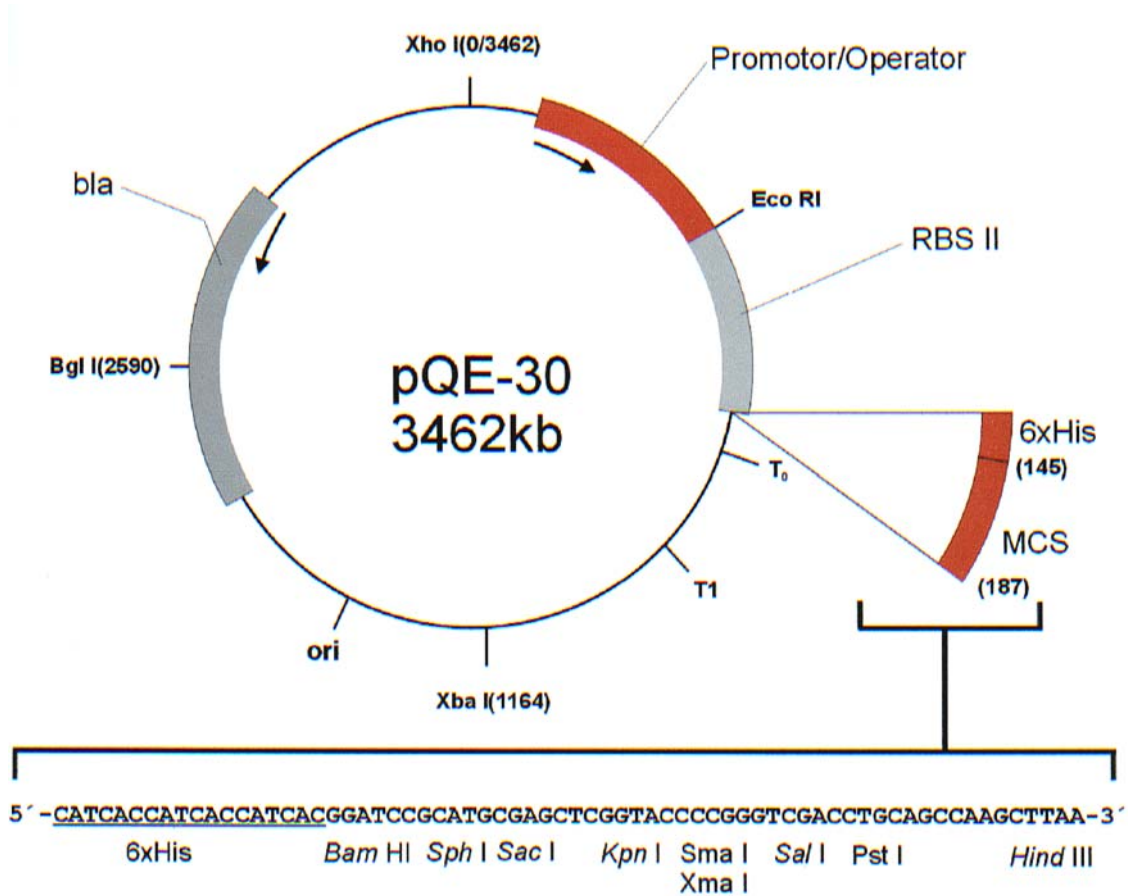 Xho I(0/3462)
Promotor/Operator
bla
Eco RI
RBS II
Bgl I(2590)
pQE-30
3462kb
6xHis
(145)
T₀
MCS
T1
(187)
ori
Xba I(1164)
5´-CATCACCATCACCATCACGGATCCGCATGCGAGCTCGGTACCCCGGGTCGACCTGCAGCCAAGCTTAA-3´
6xHis Bam HI Sph I Sac I Kpn I Sma I Sal I Pst I Hind III
Xma I